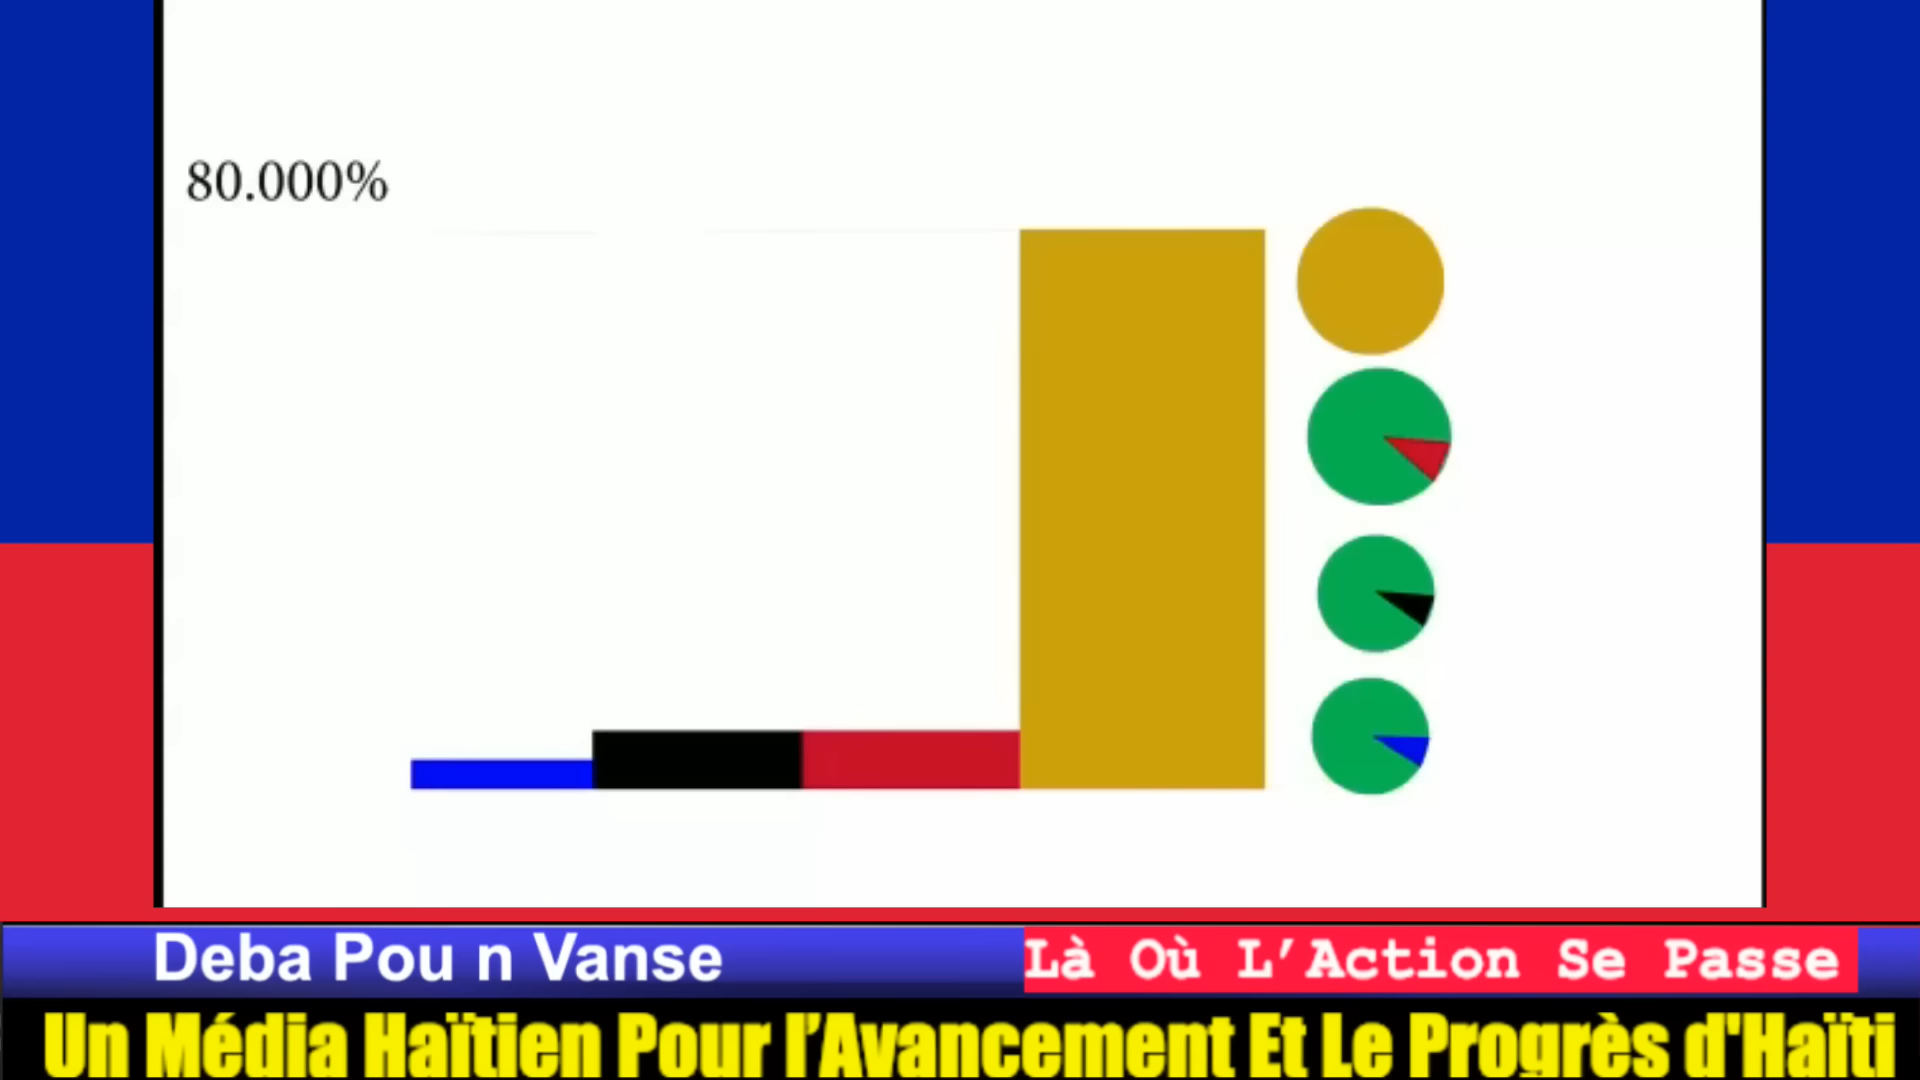 80.000%
Deba Pou n Vanse
Là Où L’Action Se Passe
Un Média Haïtien Pour l’Avancement Et Le Progrès d'Haïti